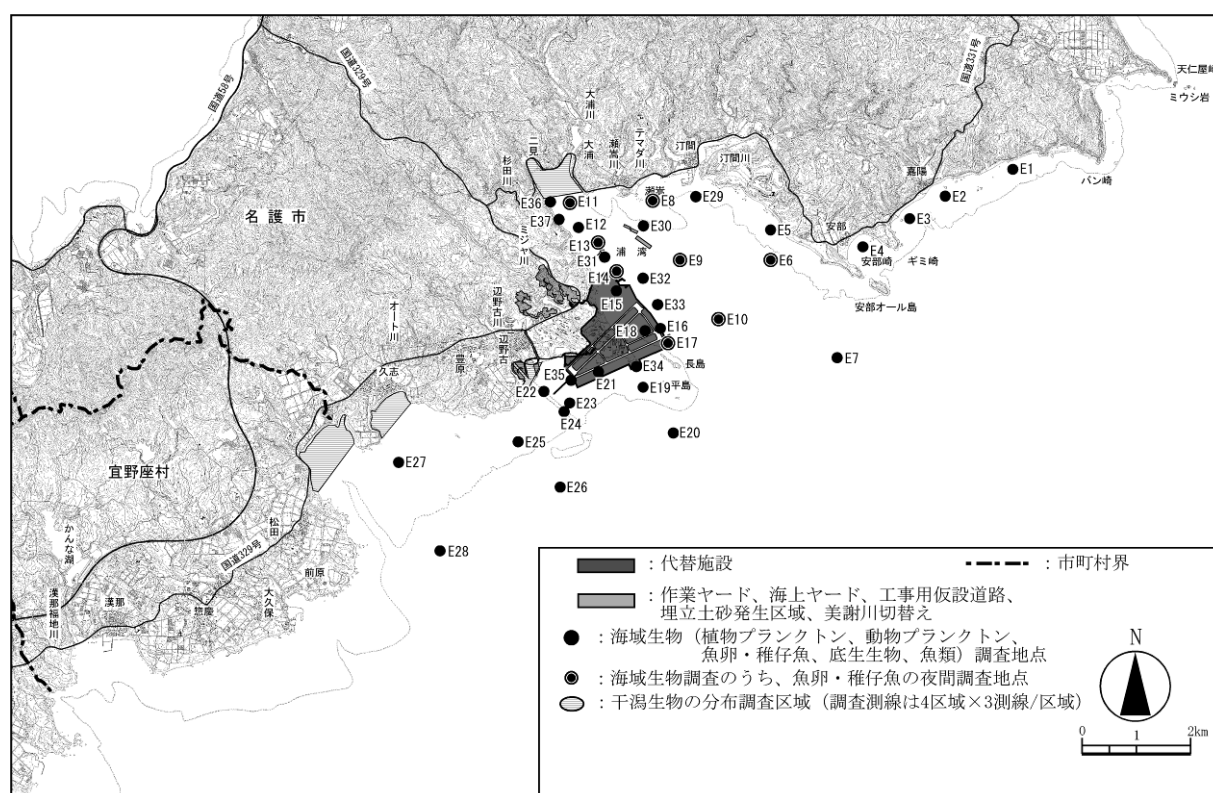 国道58号
国道329号
国道331号
天仁屋崎
ミウシ岩
バン崎
大浦川
二見
大浦
瀬嵩川
テマダ川
汀間
汀間川
杉田川
嘉陽
安部
安部崎
ギミ崎
安部オール島
名護市
ミジャ川
瀬嵩
浦湾
辺野古川
辺野古
オート川
豊原
久志
長島
平島
宜野座村
かんな湖
松田
国道329号
前原
大久保
惣慶
漢那
漢那福地川
E1
E2
E3
E4
E5
E6
E7
E8
E9
E10
E11
E12
E13
E14
E15
E16
E17
E18
E19
E20
E21
E22
E23
E24
E25
E26
E27
E28
E29
E30
E31
E32
E33
E34
E35
E36
E37
:代替施設
:市町村界
:作業ヤード、海上ヤード、工事用仮設道路、
埋立土砂発生区域、美謝川切替え
:海域生物(植物プランクトン、動物プランクトン、
魚卵・稚仔魚、底生生物、魚類)調査地点
:海域生物調査のうち、魚卵・稚仔魚の夜間調査地点
:干潟生物の分布調査区域(調査測線は4区域×3測線/区域)
N
0 1 2km